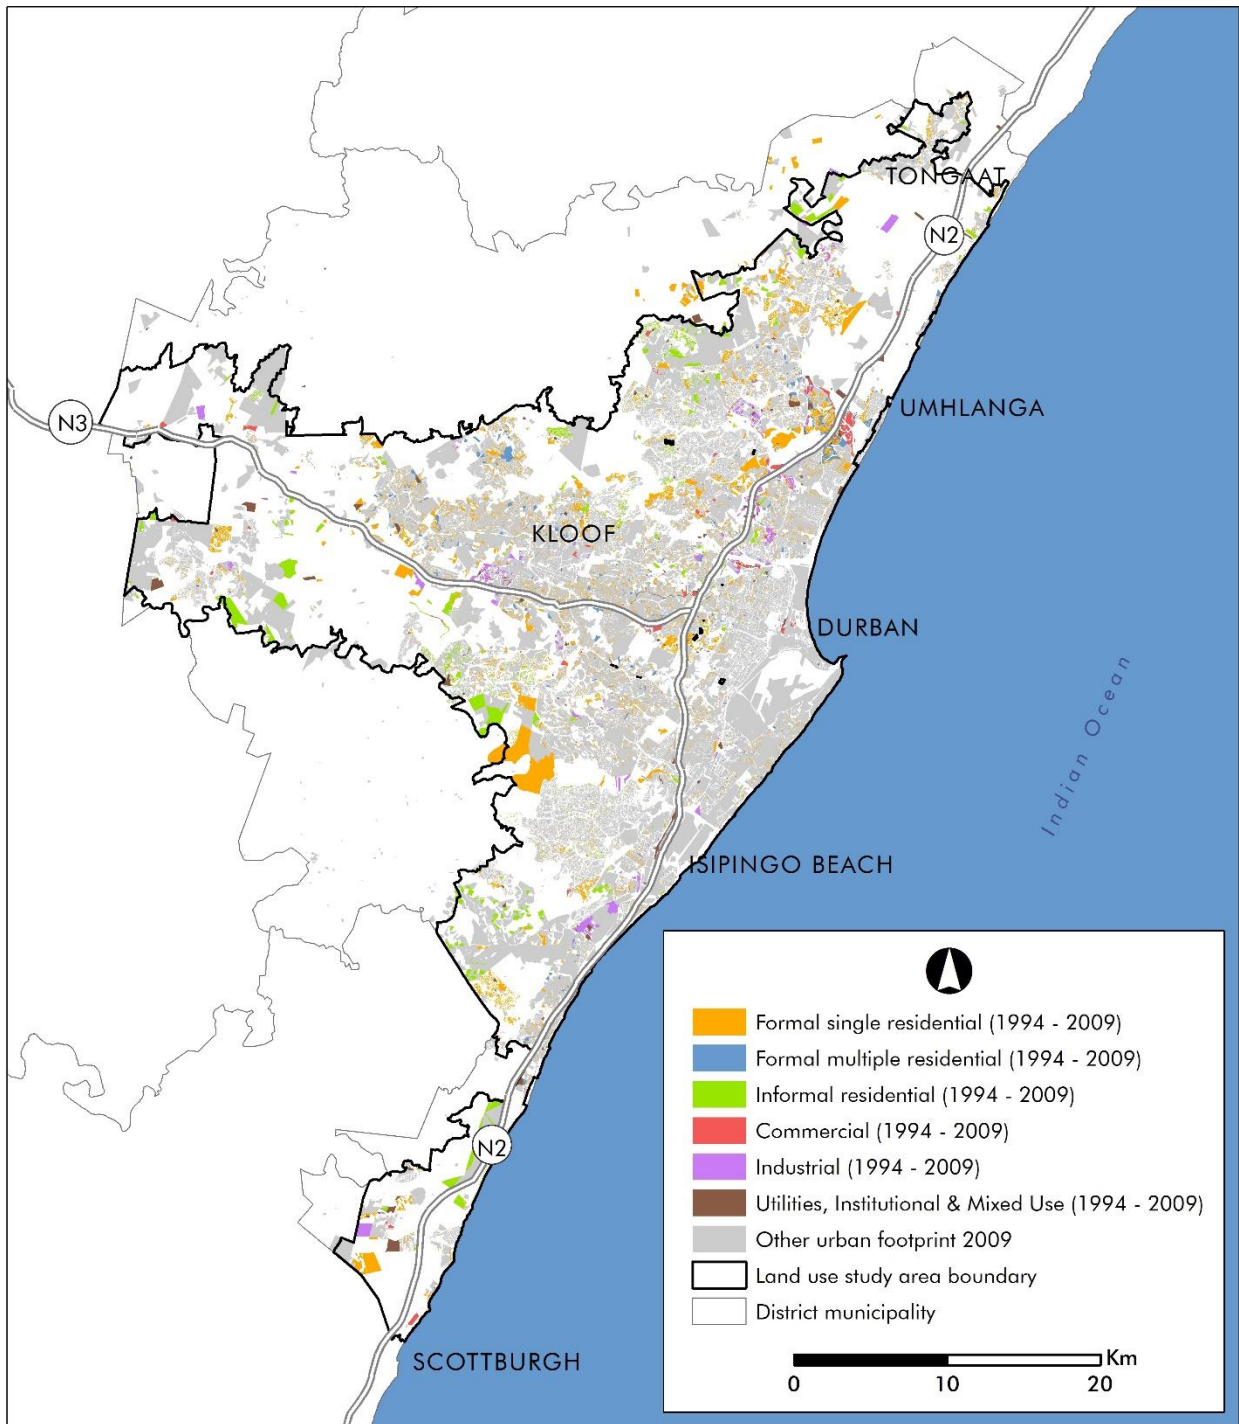 TONGAAT
N2
UMHLANGA
N3
KLOOF
DURBAN
Indian Ocean
ISIPINGO BEACH
N2
SCOTTBURGH
Formal single residential (1994 - 2009)
Formal multiple residential (1994 - 2009)
Informal residential (1994 - 2009)
Commercial (1994 - 2009)
Industrial (1994 - 2009)
Utilities, Institutional & Mixed Use (1994 - 2009)
Other urban footprint 2009
Land use study area boundary
District municipality
Km
0 10 20